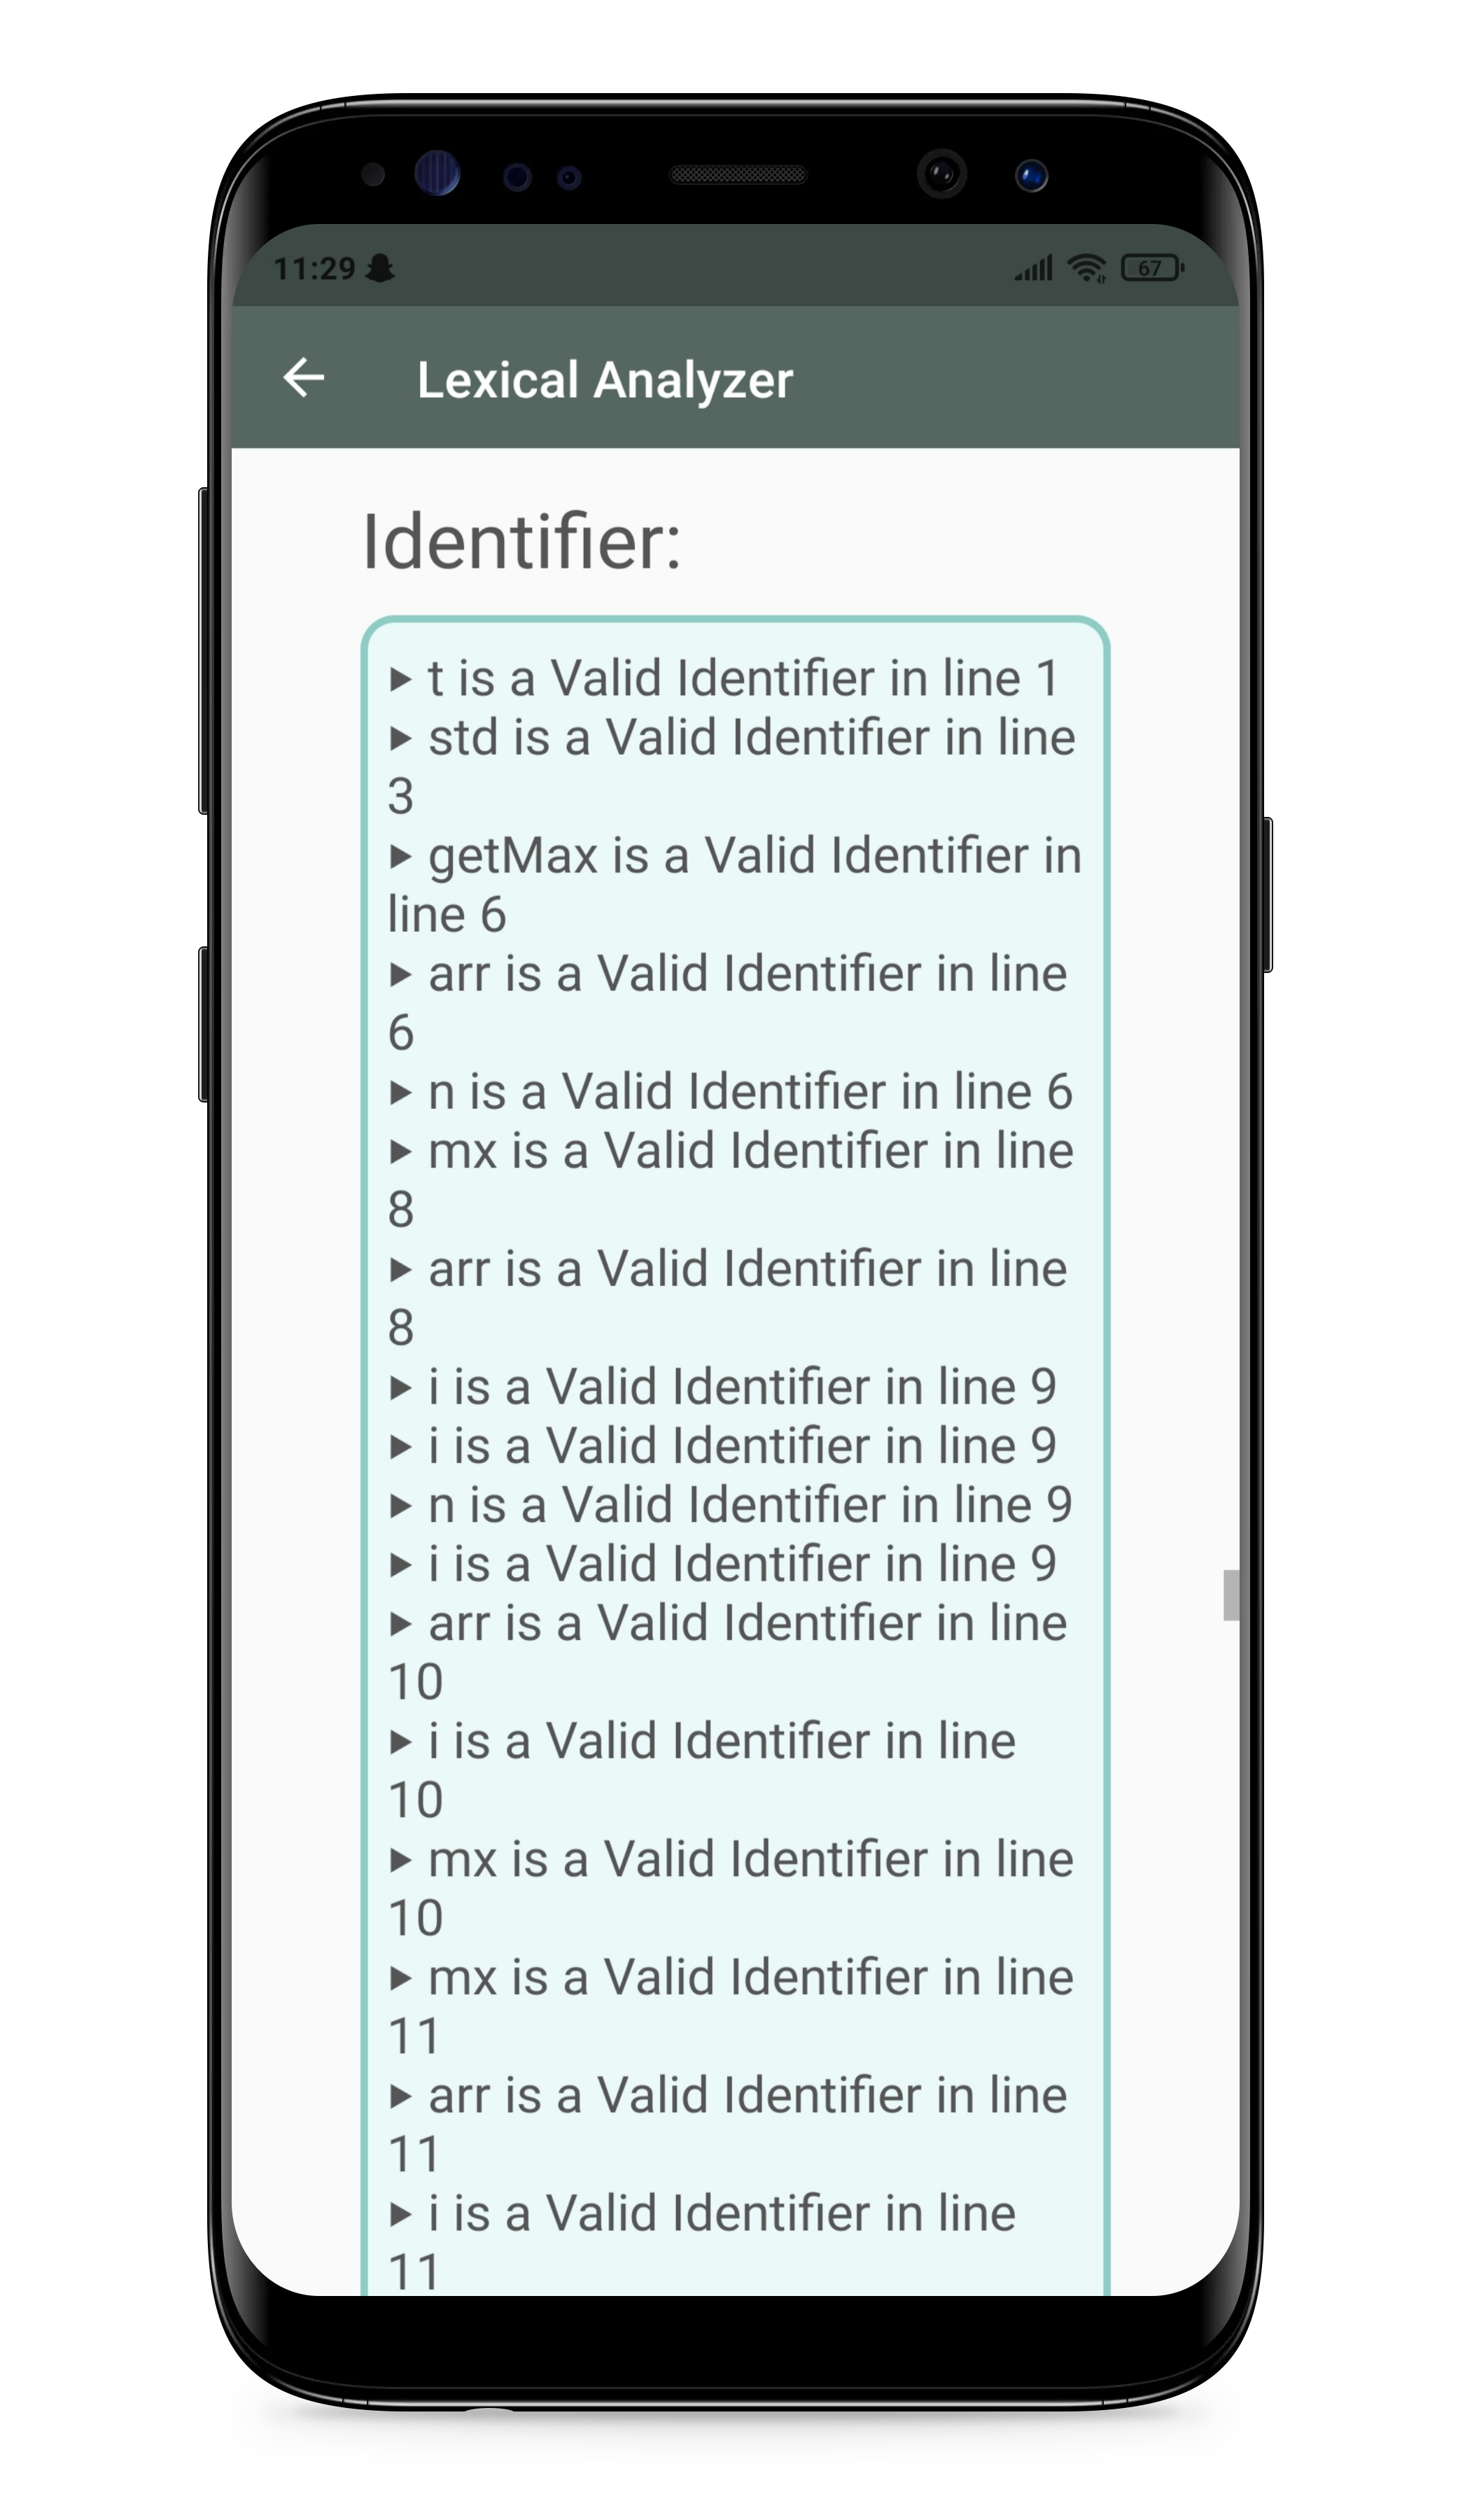 11:29
67
Lexical Analyzer
Identifier:
► t is a Valid Identifier in line 1
► std is a Valid Identifier in line
3
► getMax is a Valid Identifier in
line 6
► arr is a Valid Identifier in line
6
► n is a Valid Identifier in line 6
► mx is a Valid Identifier in line
8
► arr is a Valid Identifier in line
8
► i is a Valid Identifier in line 9
► i is a Valid Identifier in line 9
► n is a Valid Identifier in line 9
► i is a Valid Identifier in line 9
► arr is a Valid Identifier in line
10
► i is a Valid Identifier in line
10
► mx is a Valid Identifier in line
10
► mx is a Valid Identifier in line
11
► arr is a Valid Identifier in line
11
► i is a Valid Identifier in line
11